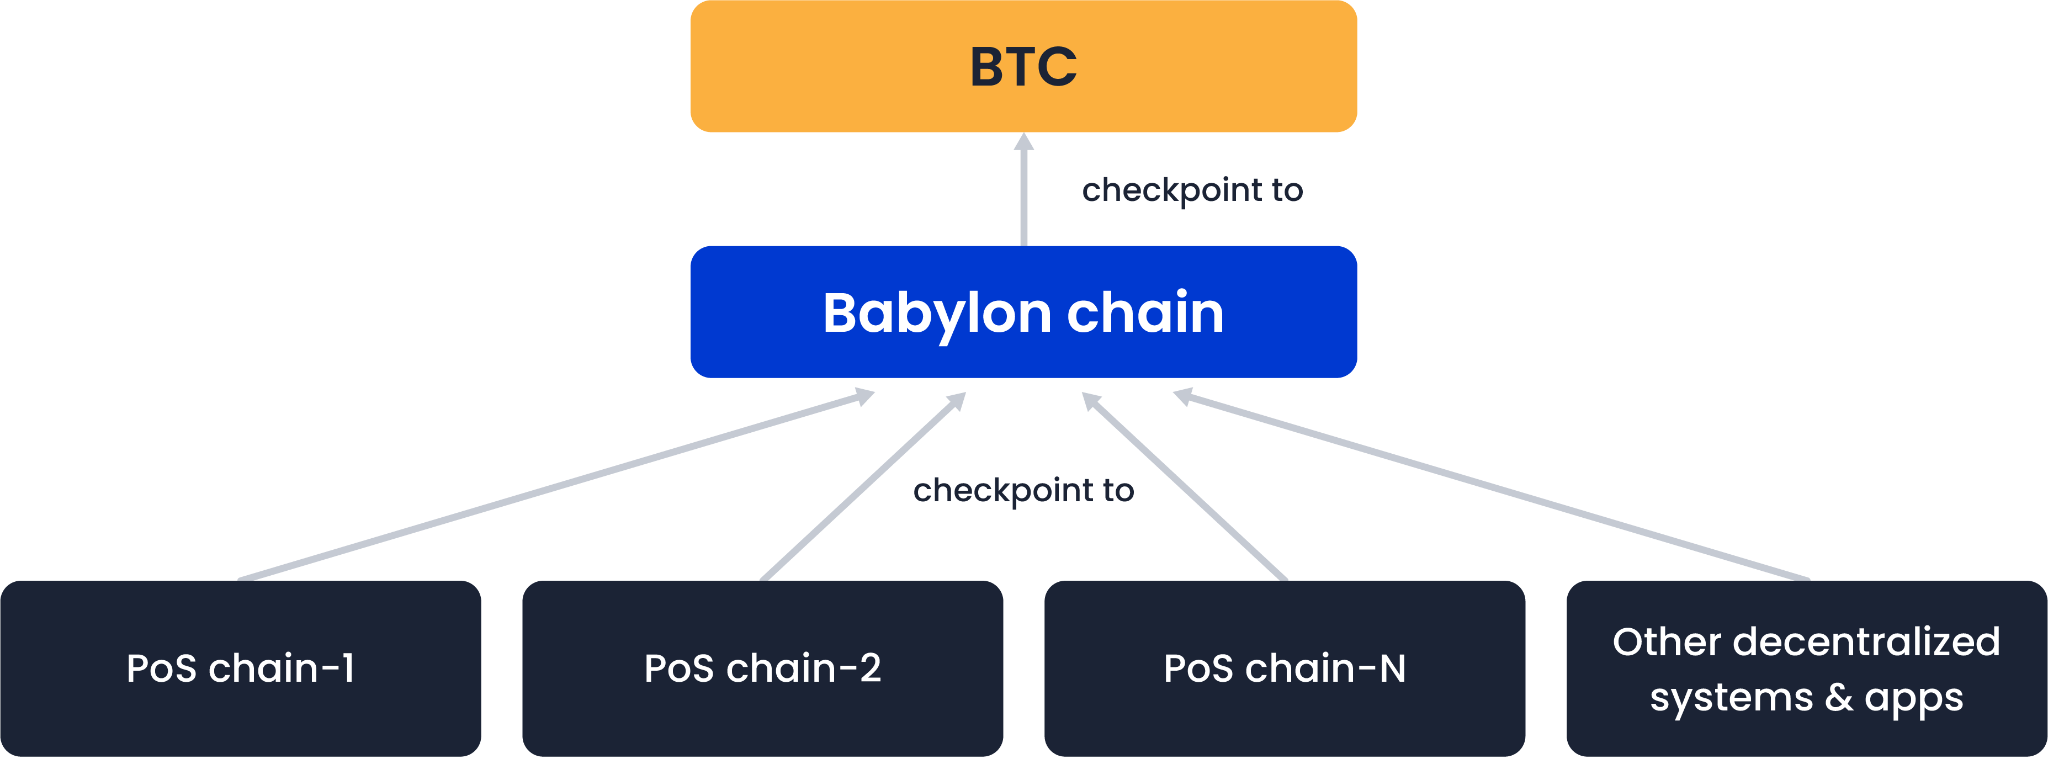 BTC
checkpoint to
Babylon chain
checkpoint to
PoS chain-1
PoS chain-2
PoS chain-N
Other decentralized
systems & apps